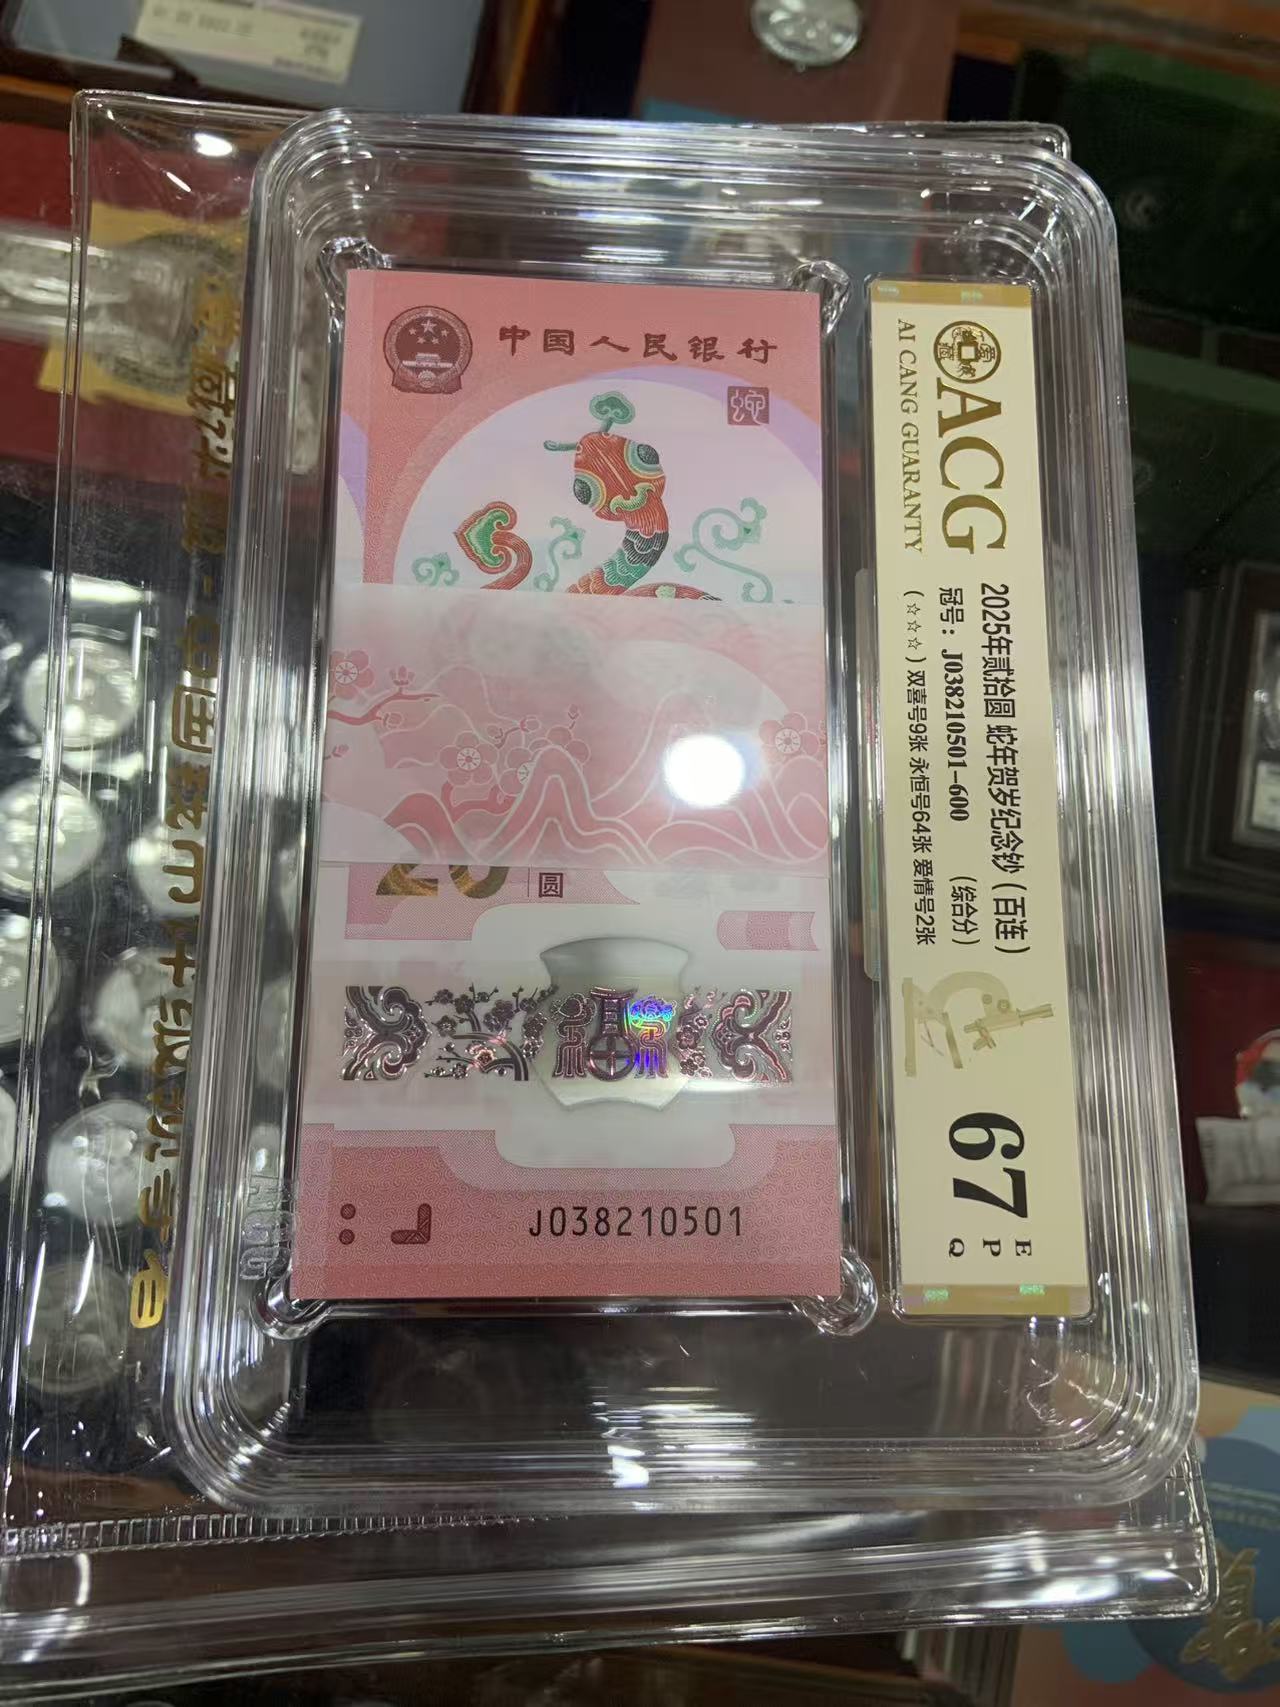 中国人民银行
20
圆
J038210501
ACG
AI CANG GUARANTY
2025年贰拾圆 蛇年贺岁纪念钞（百连）
冠号：J038210501-600 （综合分）
（☆☆☆）双喜号9张 永恒号64张 爱情号2张
67
EPQ